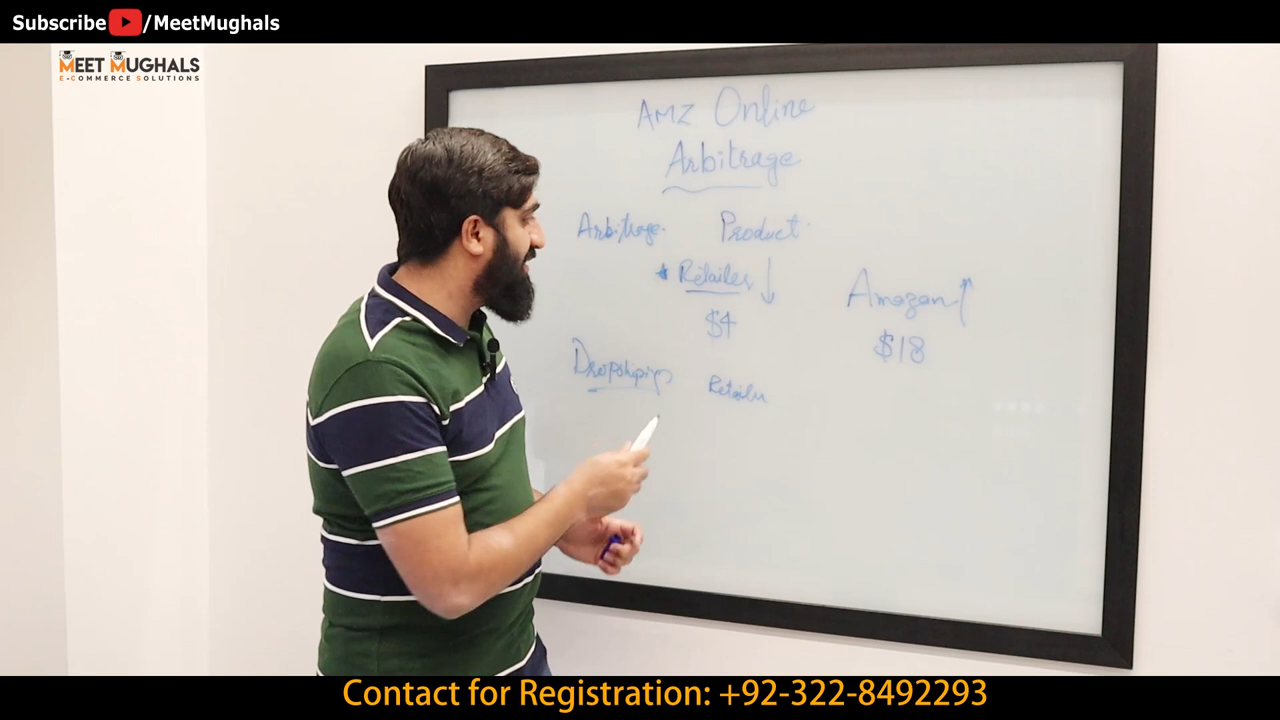 Subscribe /MeetMughals
MEET MUGHALS
E-COMMERCE SOLUTIONS
AMZ Online
Arbitrage
Arbitrage Product
Retailer
Amazon
$4
$18
Dropshiping Retailer
Contact for Registration: +92-322-8492293